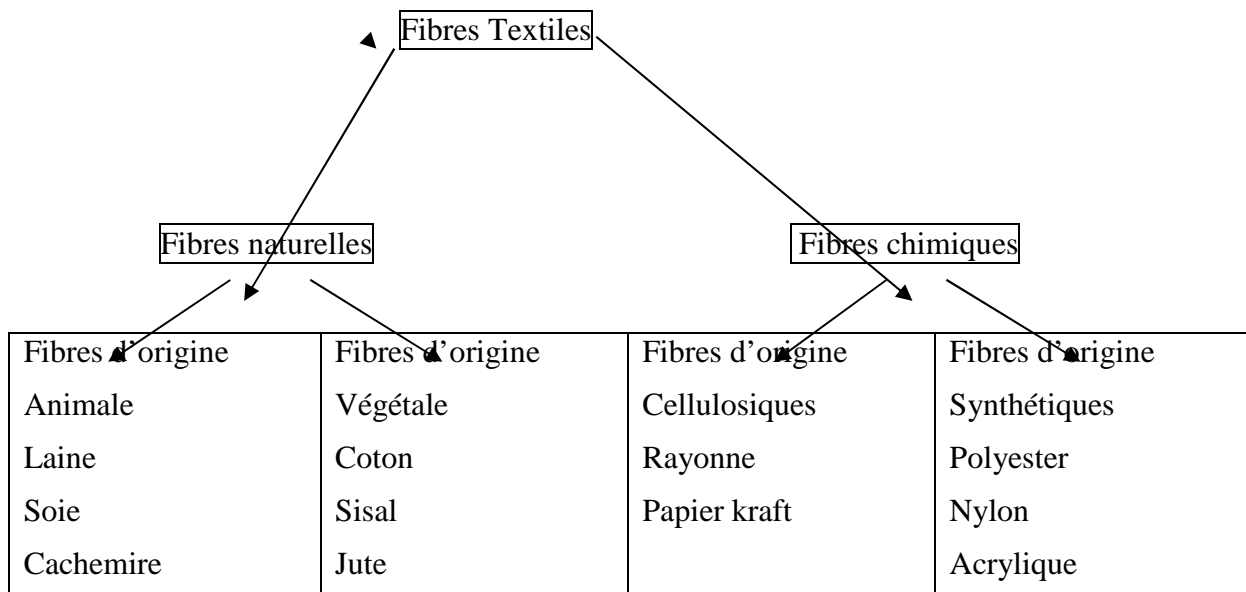 Fibres Textiles
Fibres naturelles
Fibres chimiques
Fibres d’origine
Animale
Laine
Soie
Cachemire
Fibres d’origine
Végétale
Coton
Sisal
Jute
Fibres d’origine
Cellulosiques
Rayonne
Papier kraft
Fibres d’origine
Synthétiques
Polyester
Nylon
Acrylique